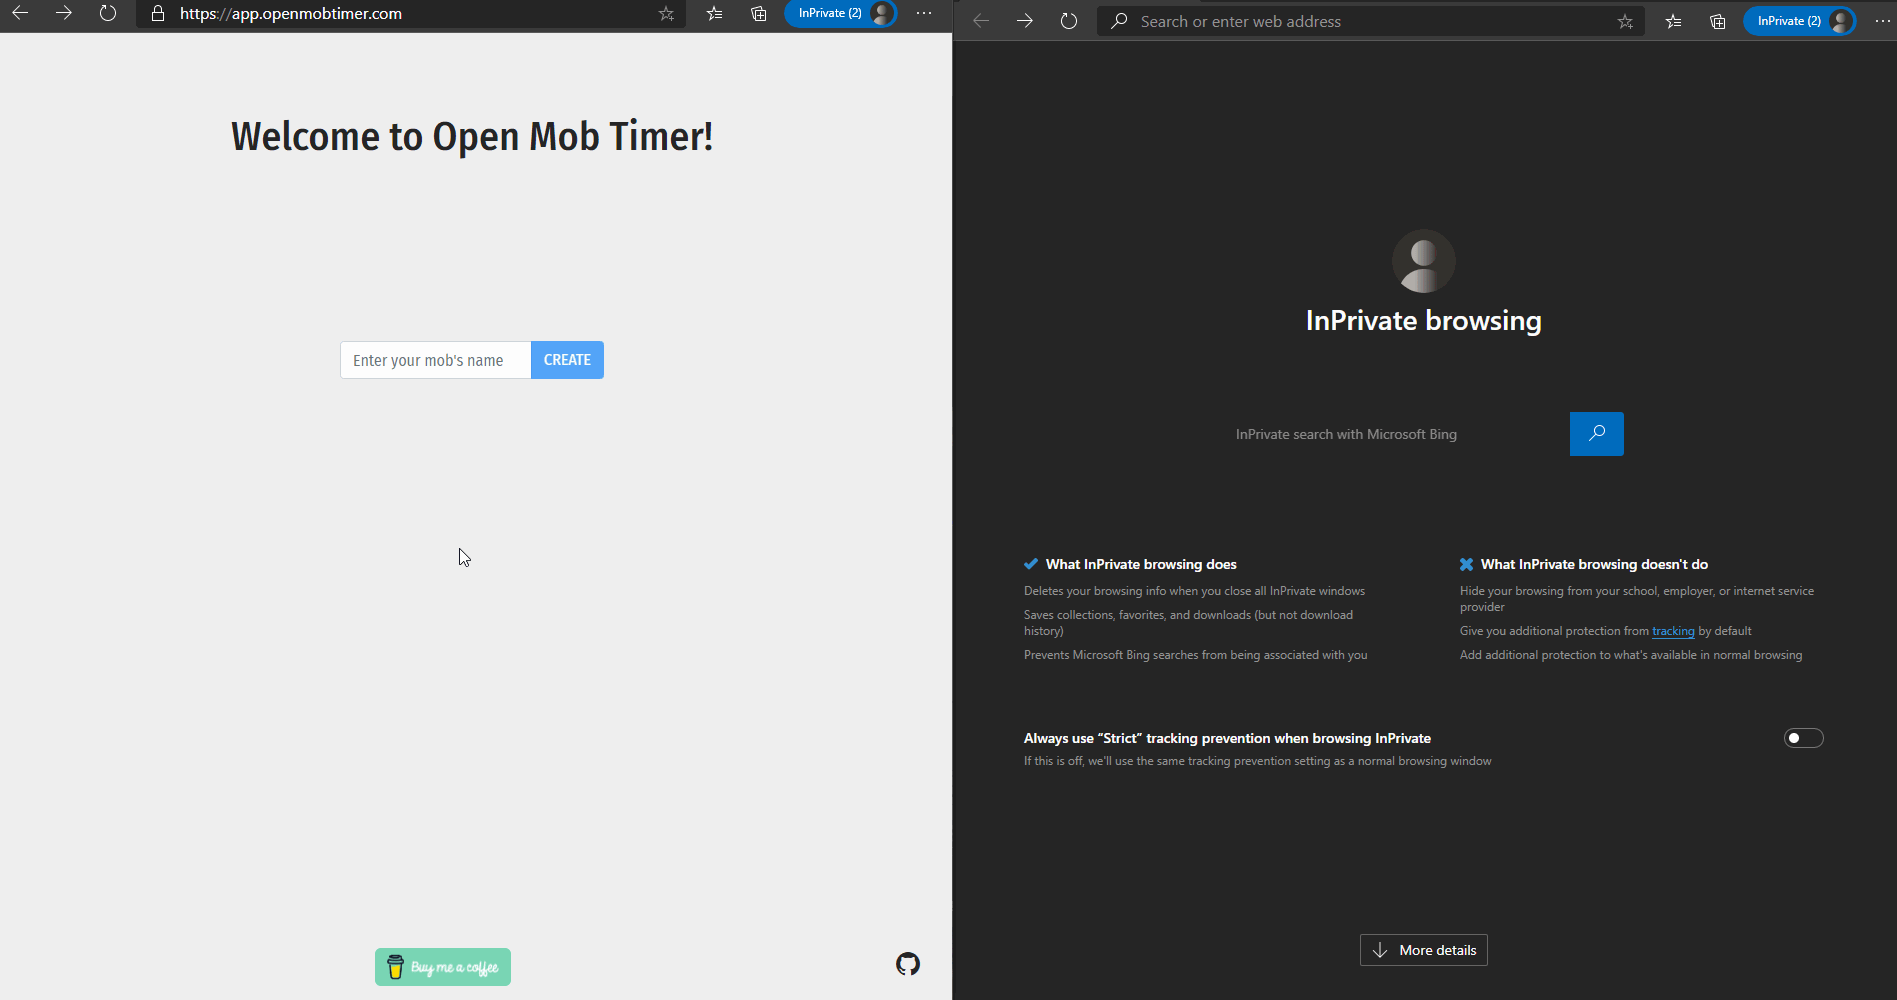 https://app.openmobtimer.com
InPrivate (2)
Welcome to Open Mob Timer!
Enter your mob's name
CREATE
Buy me a coffee
Search or enter web address
InPrivate (2)
InPrivate browsing
InPrivate search with Microsoft Bing
What InPrivate browsing does
Deletes your browsing info when you close all InPrivate windows
Saves collections, favorites, and downloads (but not download
history)
Prevents Microsoft Bing searches from being associated with you
What InPrivate browsing doesn't do
Hide your browsing from your school, employer, or internet service
provider
Give you additional protection from tracking by default
Add additional protection to what's available in normal browsing
Always use “Strict” tracking prevention when browsing InPrivate
If this is off, we'll use the same tracking prevention setting as a normal browsing window
More details